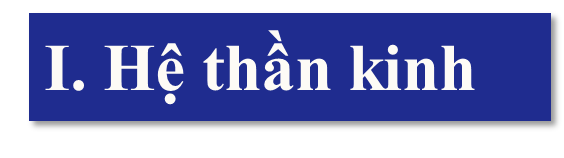 I. Hệ thần kinh